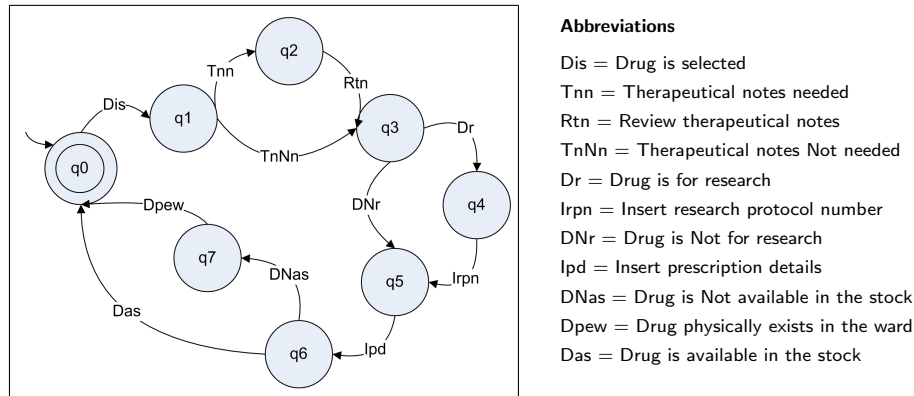 q0
Dis
q1
Tnn
q2
Rtn
TnNn
q3
Dr
q4
DNr
Irpn
q5
Ipd
q6
DNas
q7
Dpew
Das
Abbreviations
Dis = Drug is selected
Tnn = Therapeutical notes needed
Rtn = Review therapeutical notes
TnNn = Therapeutical notes Not needed
Dr = Drug is for research
Irpn = Insert research protocol number
DNr = Drug is Not for research
Ipd = Insert prescription details
DNas = Drug is Not available in the stock
Dpew = Drug physically exists in the ward
Das = Drug is available in the stock